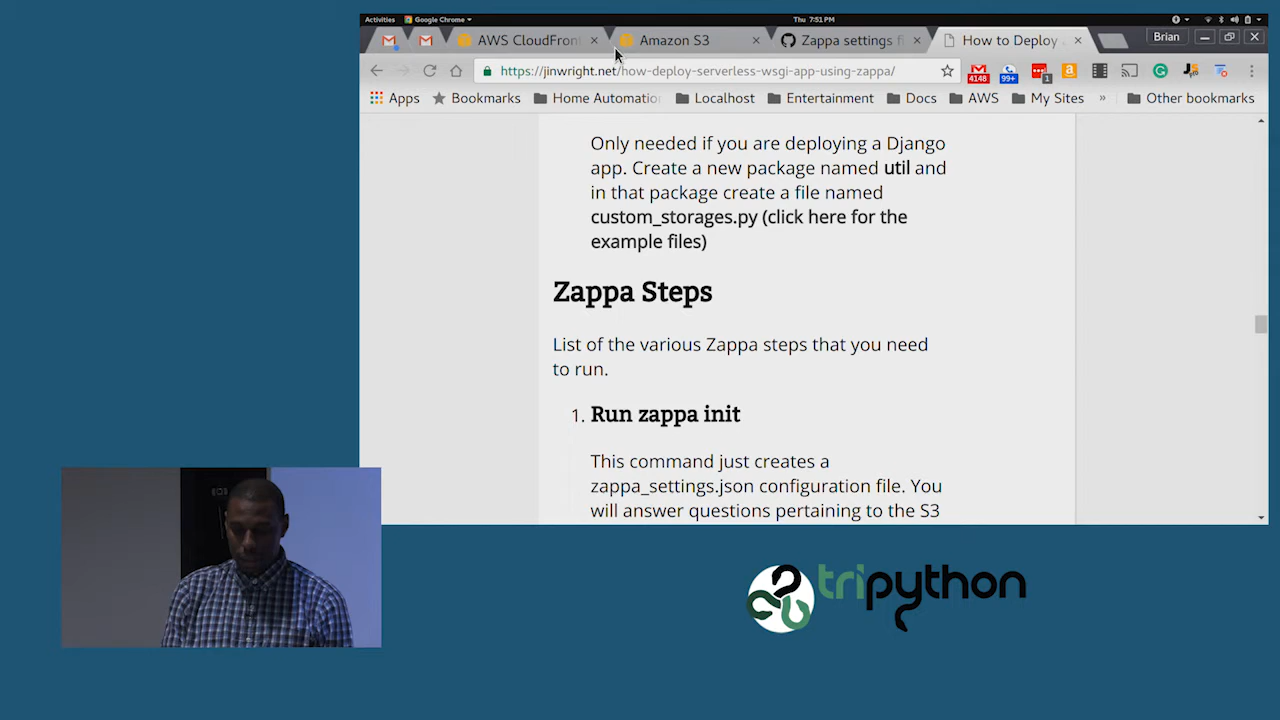 Activities Google Chrome Thu 7:51 PM
AWS CloudFront Amazon S3 Zappa settings fi How to Deploy Brian
https://jinwright.net/how-deploy-serverless-wsgi-app-using-zappa/ 4148 99+ 1
Apps Bookmarks Home Automatio Localhost Entertainment Docs AWS My Sites » Other bookmarks
Only needed if you are deploying a Django
app. Create a new package named util and
in that package create a file named
custom_storages.py (click here for the
example files)
Zappa Steps
List of the various Zappa steps that you need
to run.
1. Run zappa init
This command just creates a
zappa_settings.json configuration file. You
will answer questions pertaining to the S3
tripython